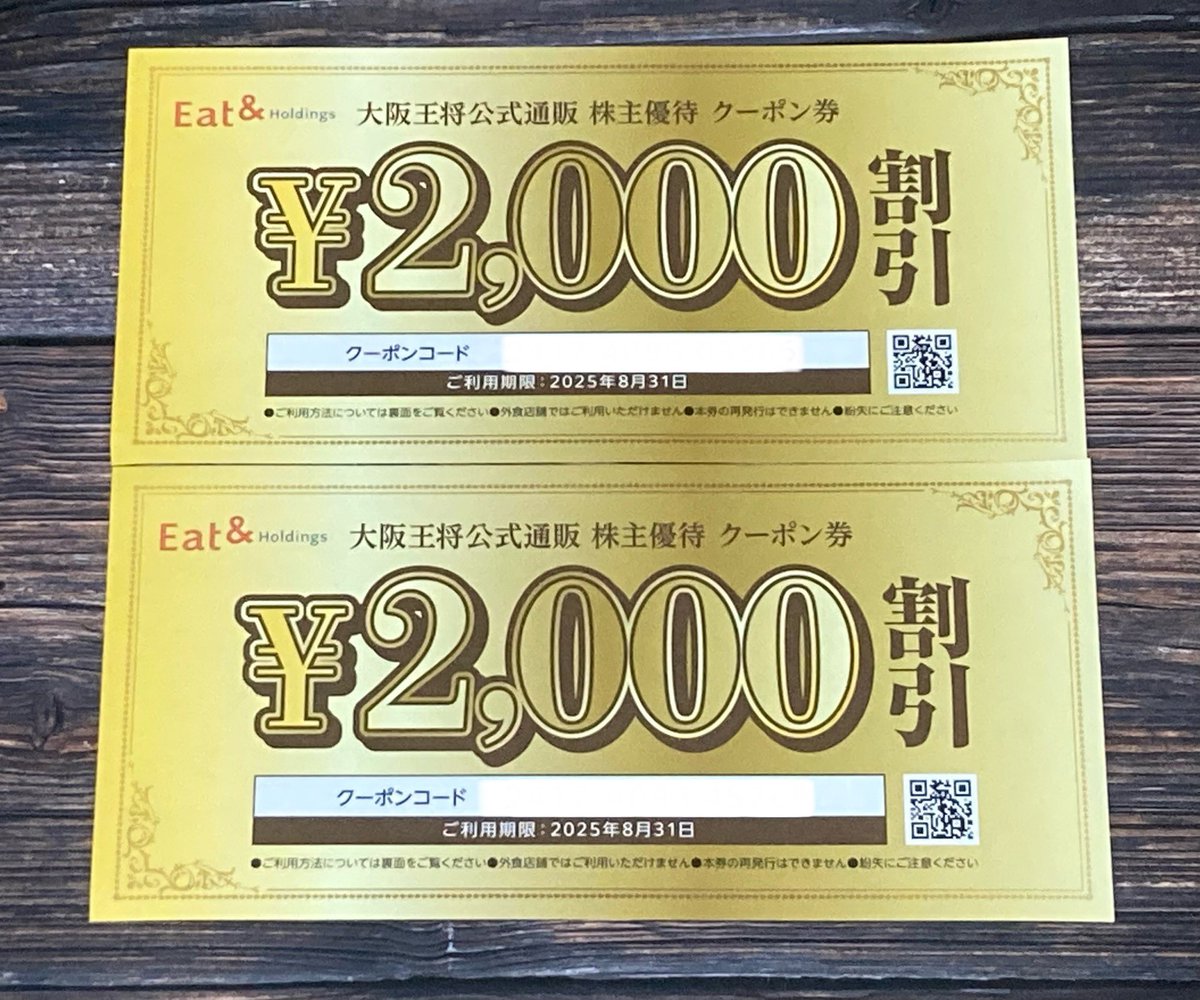 Eat& Holdings 大阪王将公式通販 株主優待 クーポン券
¥2,000割引
クーポンコード
ご利用期限：2025年8月31日
●ご利用方法については裏面をご覧ください●外食店舗ではご利用いただけません●本券の再発行はできません●紛失にご注意ください
Eat& Holdings 大阪王将公式通販 株主優待 クーポン券
¥2,000割引
クーポンコード
ご利用期限：2025年8月31日
●ご利用方法については裏面をご覧ください●外食店舗ではご利用いただけません●本券の再発行はできません●紛失にご注意ください